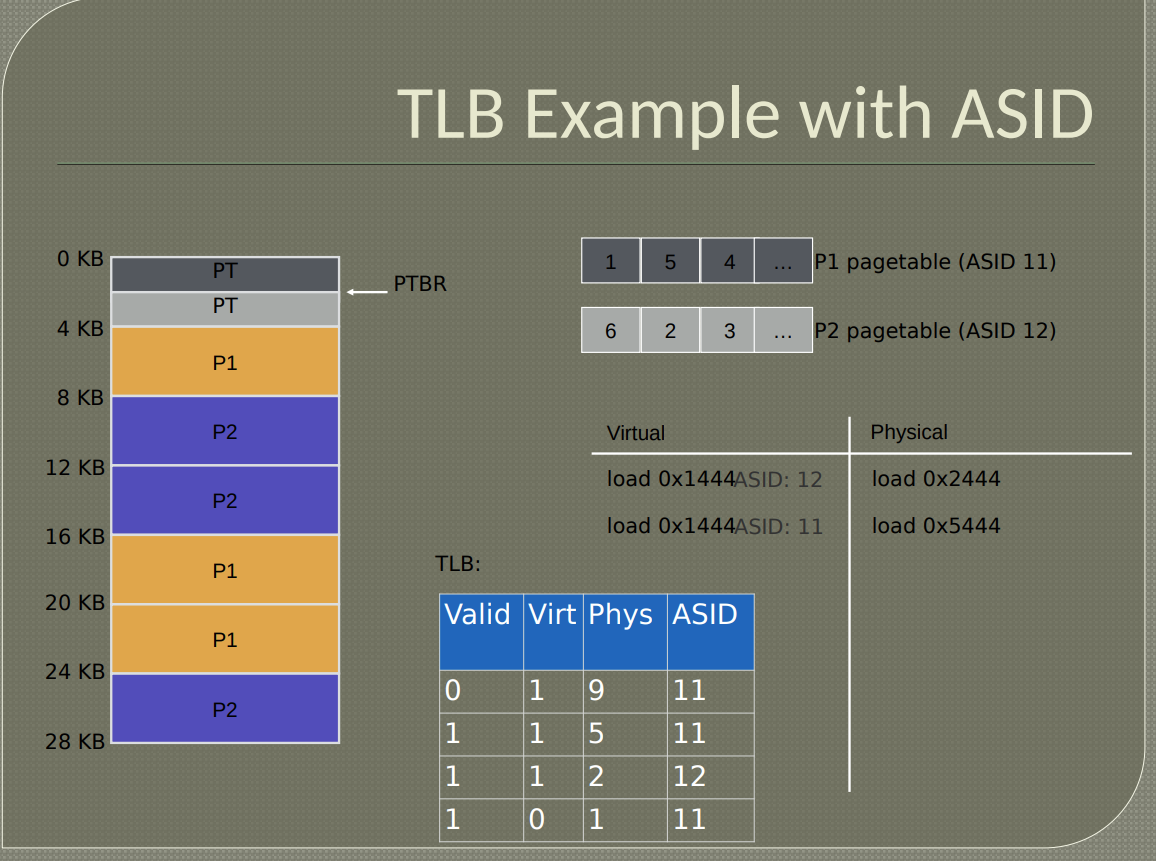 TLB Example with ASID
0 KB
PT
PTBR
PT
4 KB
P1
8 KB
P2
12 KB
P2
16 KB
P1
20 KB
P1
24 KB
P2
28 KB
1 5 4 … P1 pagetable (ASID 11)
6 2 3 … P2 pagetable (ASID 12)
Virtual Physical
load 0x1444 ASID: 12 load 0x2444
load 0x1444 ASID: 11 load 0x5444
TLB:
Valid Virt Phys ASID
0 1 9 11
1 1 5 11
1 1 2 12
1 0 1 11